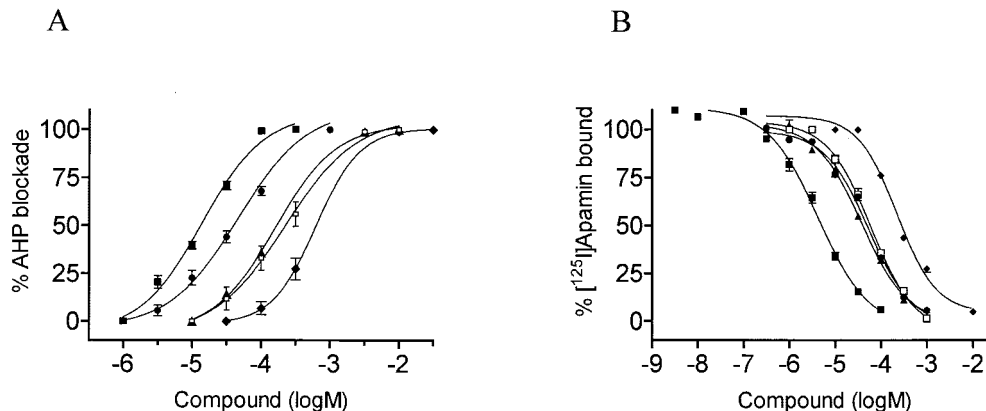 A
% AHP blockade
100
75
50
25
0
-6 -5 -4 -3 -2
Compound (logM)
B
% [125I]Apamin bound
100
75
50
25
0
-9 -8 -7 -6 -5 -4 -3 -2
Compound (logM)